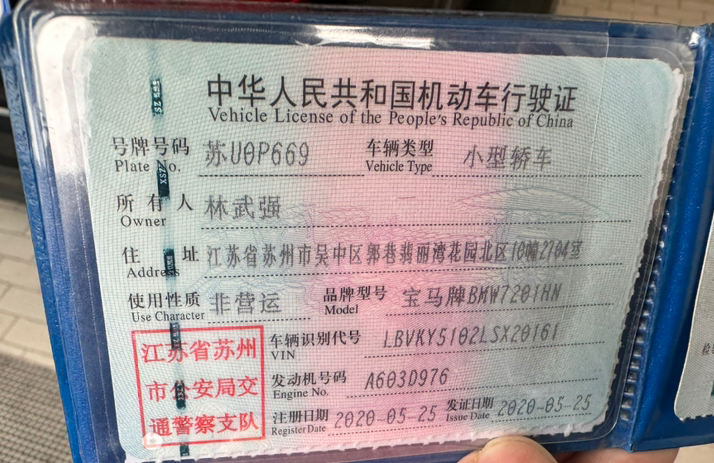 中华人民共和国机动车行驶证
Vehicle License of the People's Republic of China
号牌号码 苏U0P669 车辆类型 小型轿车
Plate No. Vehicle Type
所有人 林武强
Owner
住址 江苏省苏州市吴中区郭巷翡丽湾花园北区10幢2704室
Address
使用性质 非营运 品牌型号 宝马牌BMW7201HN
Use Character Model
江苏省苏州 车辆识别代号 LBVKY5102LSX20161
VIN
市公安局交 发动机号码 A603D976
Engine No.
通警察支队 注册日期 2020-05-25 发证日期 2020-05-25
Register Date Issue Date